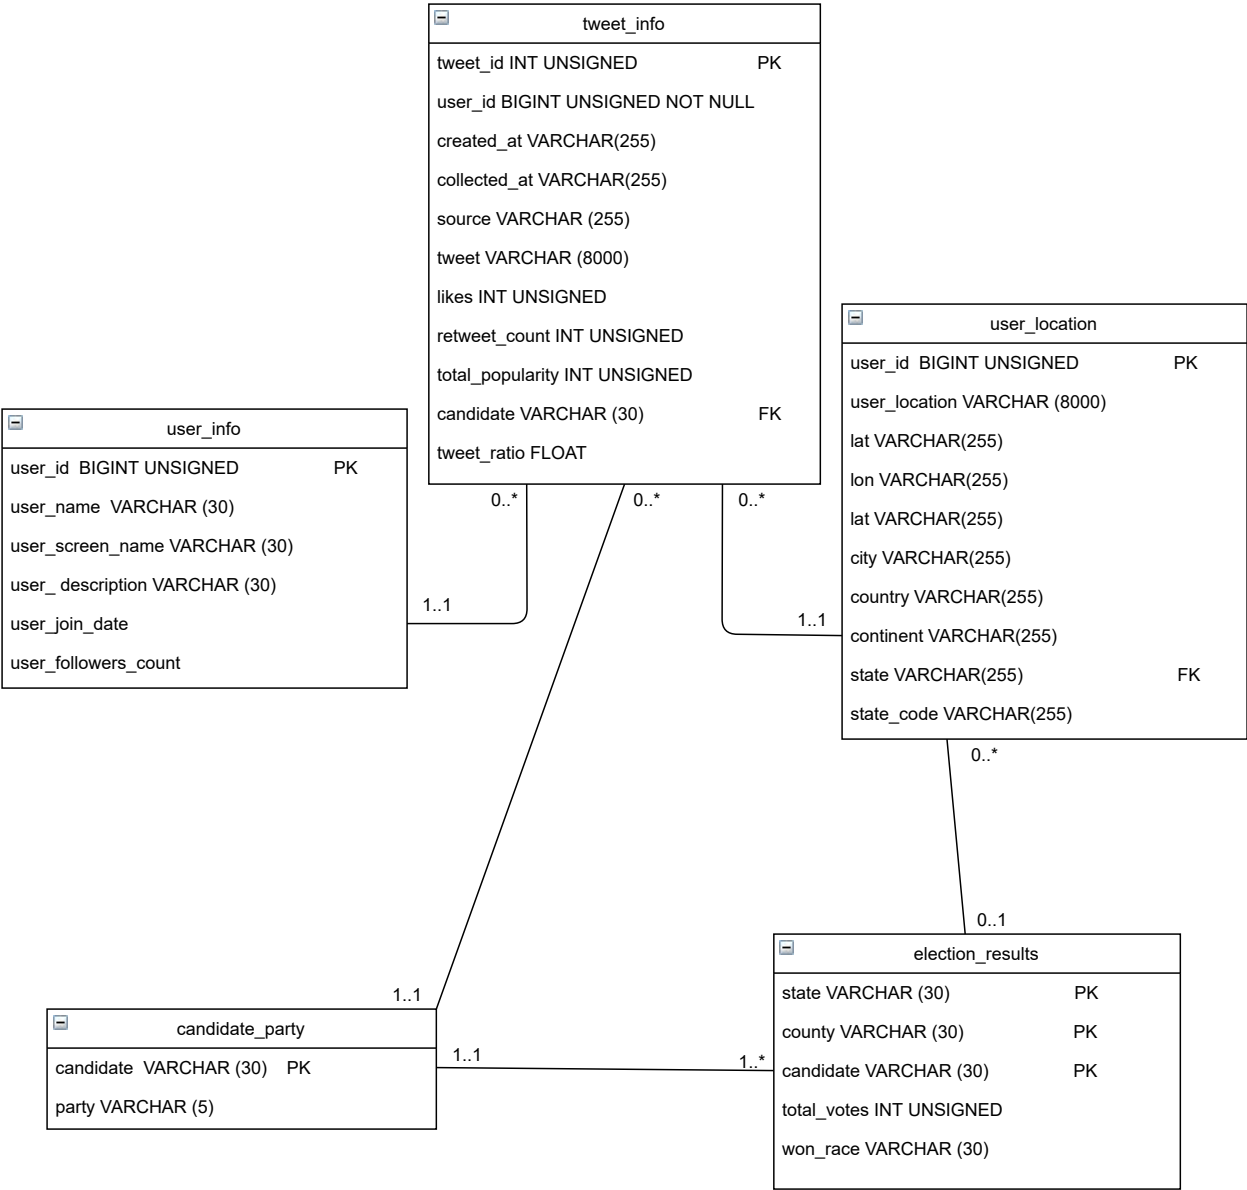 tweet_info
tweet_id INT UNSIGNED PK
user_id BIGINT UNSIGNED NOT NULL
created_at VARCHAR(255)
collected_at VARCHAR(255)
source VARCHAR (255)
tweet VARCHAR (8000)
likes INT UNSIGNED
retweet_count INT UNSIGNED
total_popularity INT UNSIGNED
candidate VARCHAR (30) FK
tweet_ratio FLOAT
0..*
0..*
0..*
user_location
user_id BIGINT UNSIGNED PK
user_location VARCHAR (8000)
lat VARCHAR(255)
lon VARCHAR(255)
lat VARCHAR(255)
city VARCHAR(255)
country VARCHAR(255)
continent VARCHAR(255)
state VARCHAR(255) FK
state_code VARCHAR(255)
1..1
0..*
user_info
user_id BIGINT UNSIGNED PK
user_name VARCHAR (30)
user_screen_name VARCHAR (30)
user_ description VARCHAR (30)
user_join_date
user_followers_count
1..1
0..1
election_results
state VARCHAR (30) PK
county VARCHAR (30) PK
candidate VARCHAR (30) PK
total_votes INT UNSIGNED
won_race VARCHAR (30)
1..1
candidate_party
candidate VARCHAR (30) PK
party VARCHAR (5)
1..1
1..*